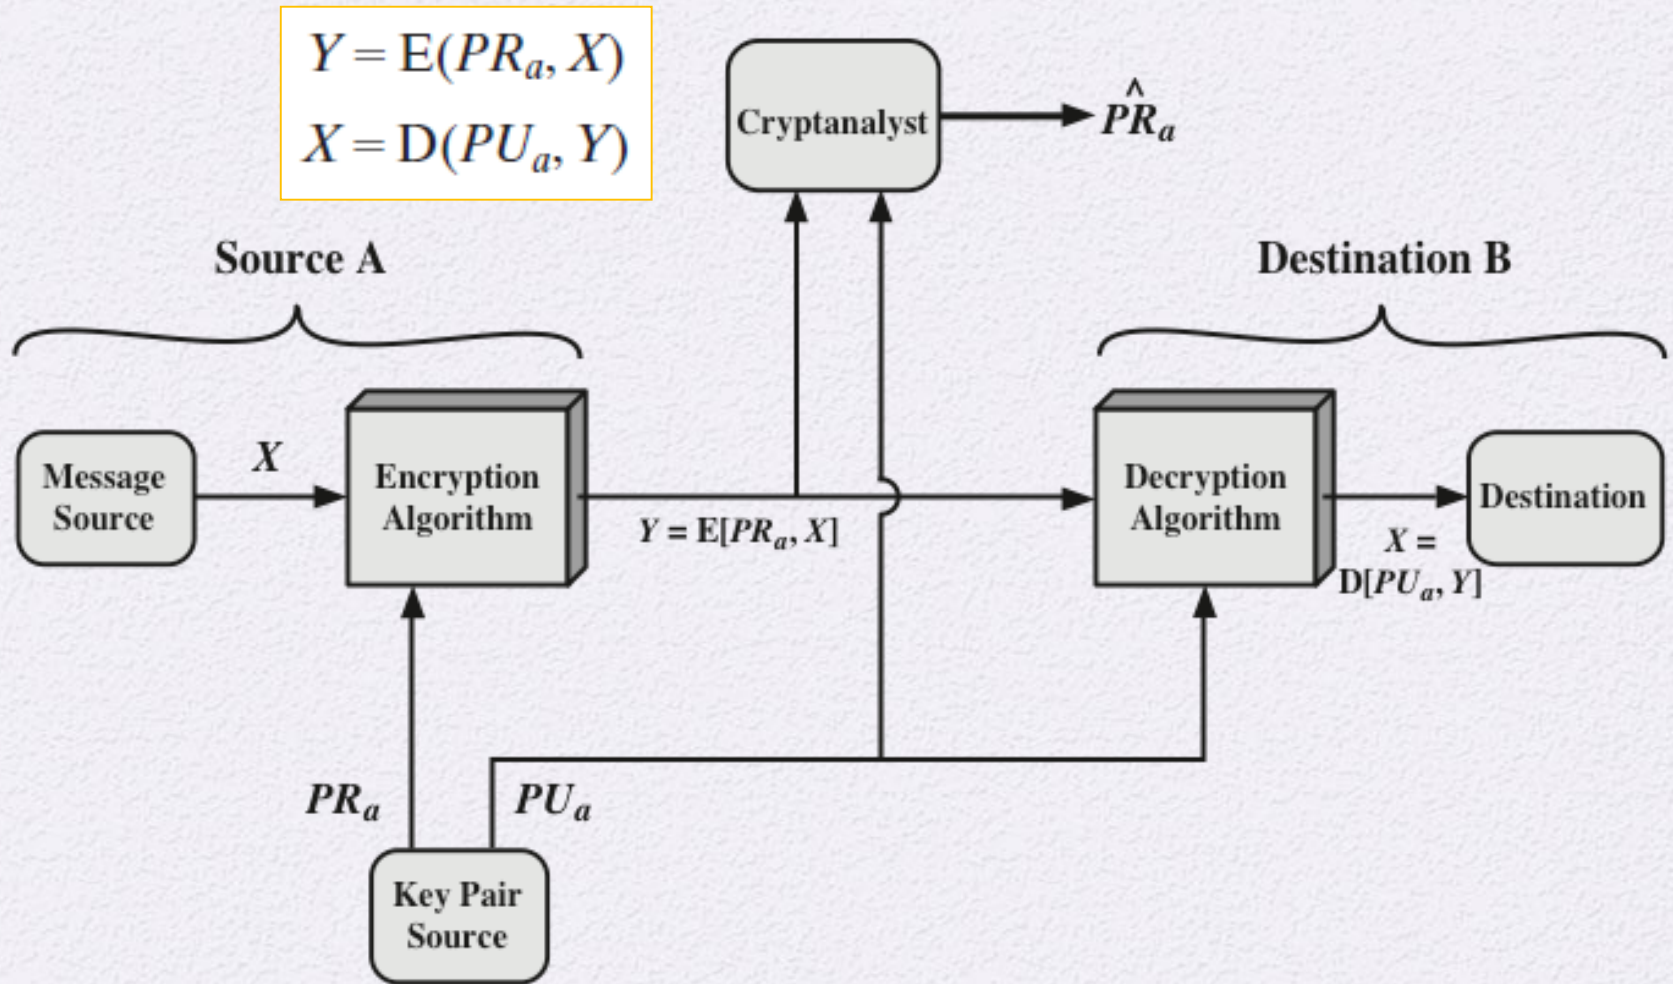 Y = E(PRₐ, X)
X = D(PUₐ, Y)
Cryptanalyst
P̂Rₐ
Source A
Destination B
Message
Source
X
Encryption
Algorithm
Y = E[PRₐ, X]
Decryption
Algorithm
X =
D[PUₐ, Y]
Destination
PRₐ
PUₐ
Key Pair
Source